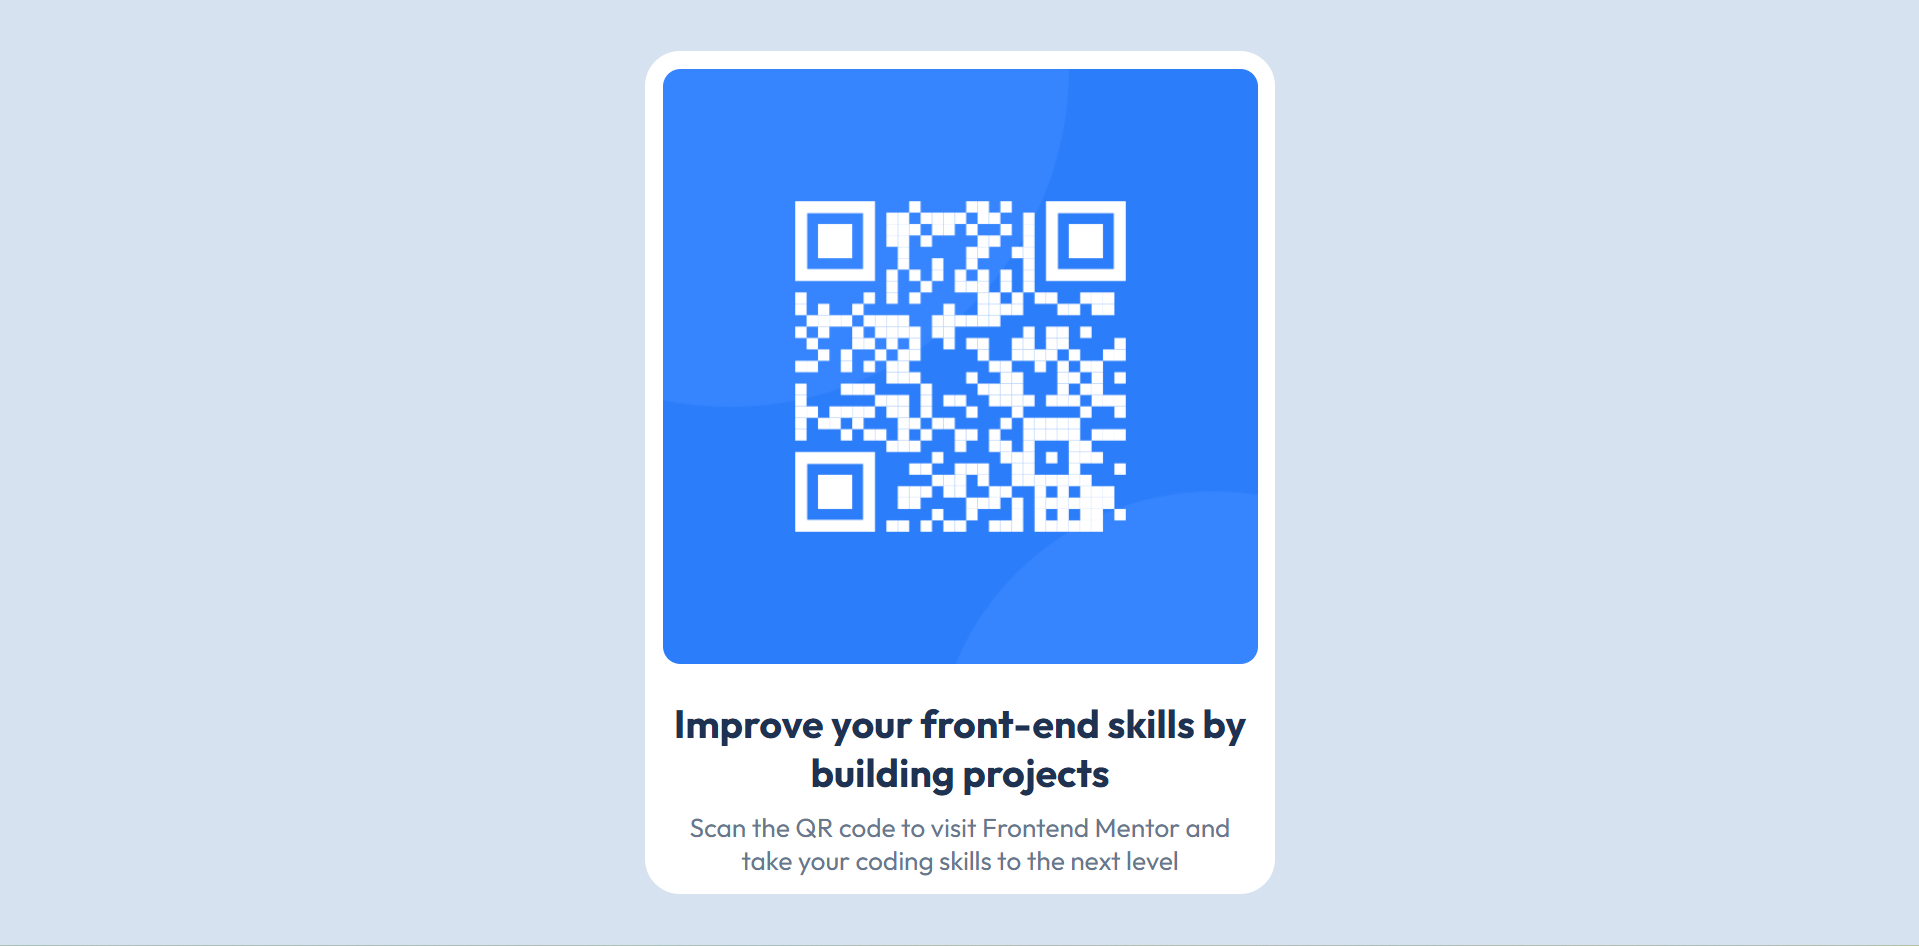 Improve your front-end skills by
building projects
Scan the QR code to visit Frontend Mentor and
take your coding skills to the next level